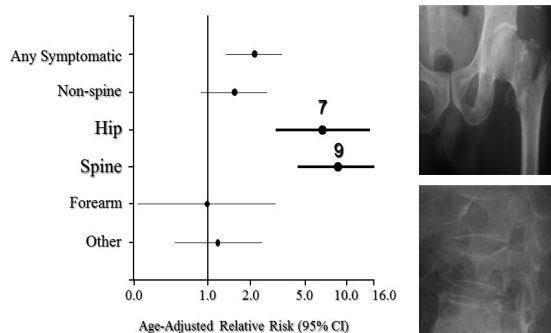 Any Symptomatic
Non-spine
Hip
7
Spine
9
Forearm
Other
0.0 1.0 2.0 5.0 10.0 16.0
Age-Adjusted Relative Risk (95% CI)